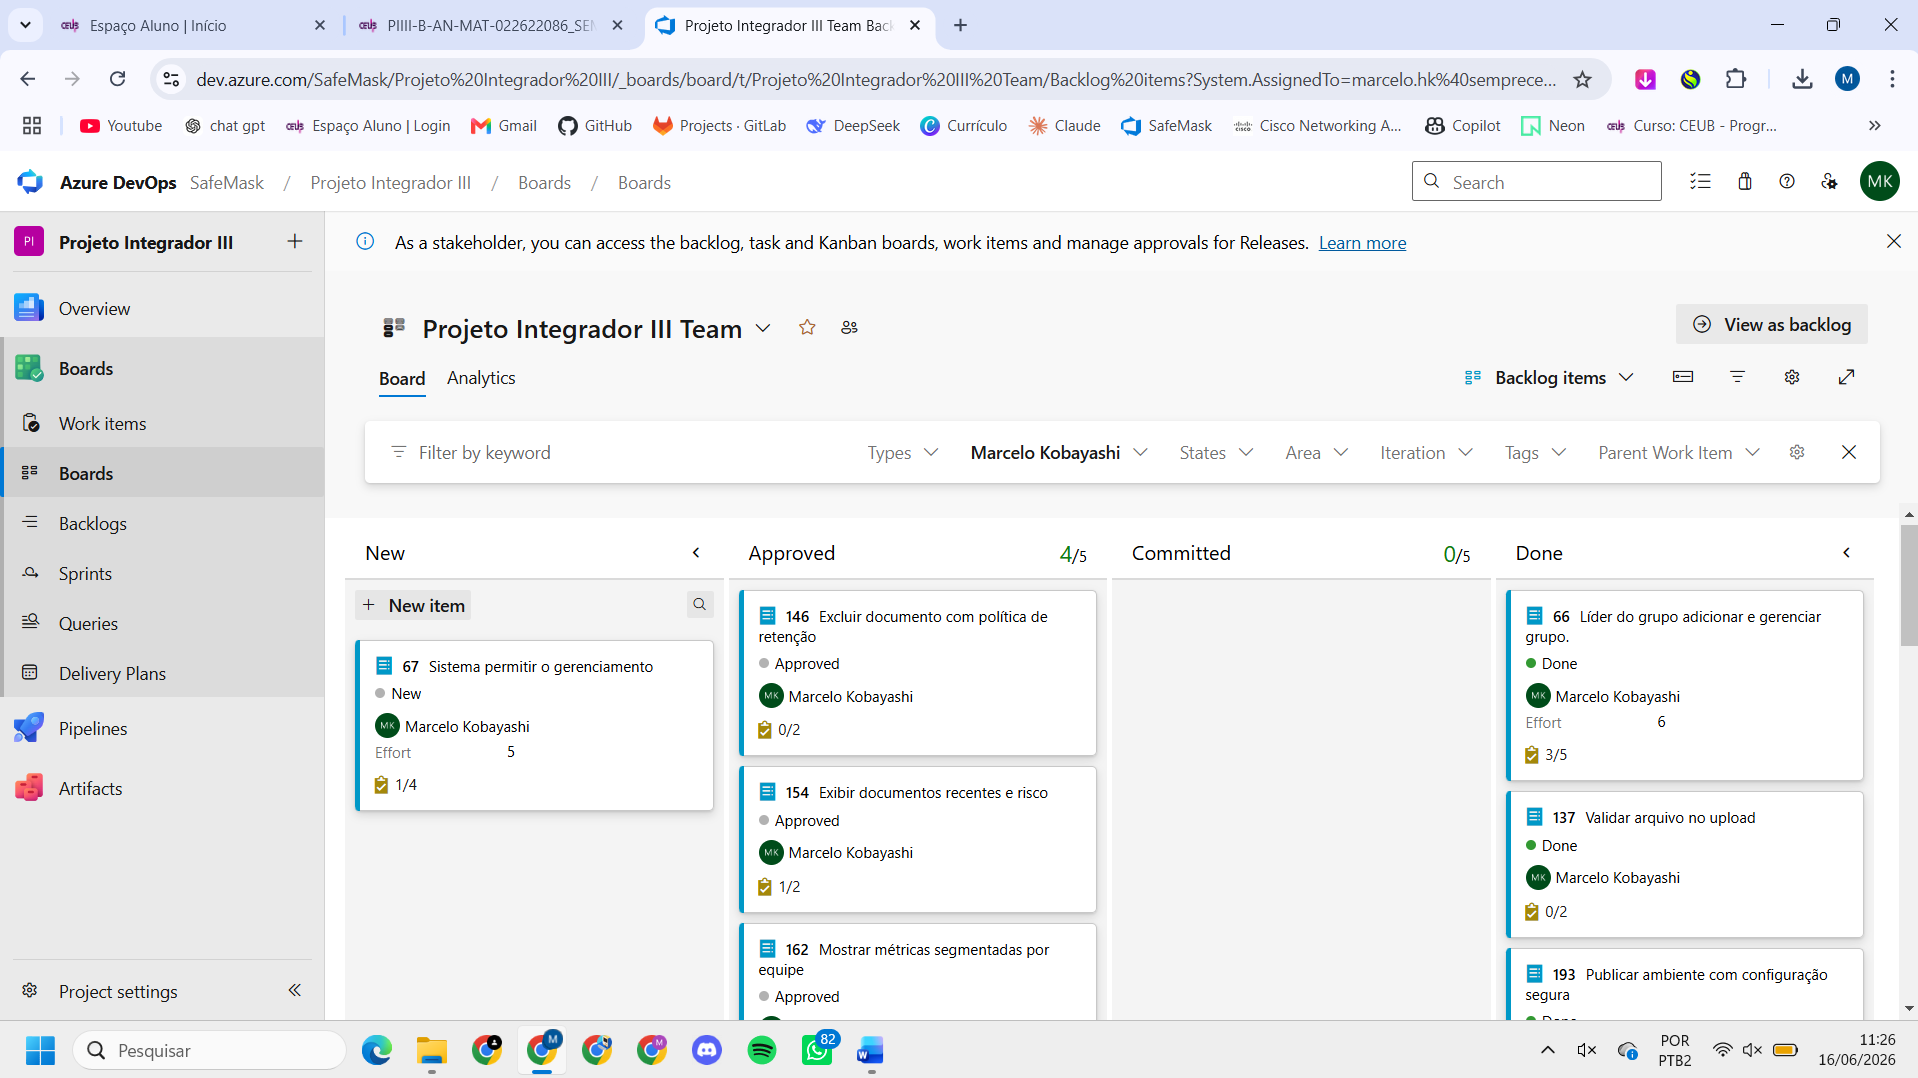 Espaço Aluno | Início
PIIII-B-AN-MAT-022622086_SEM
Projeto Integrador III Team Back
dev.azure.com/SafeMask/Projeto%20Integrador%20III/_boards/board/t/Projeto%20Integrador%20III%20Team/Backlog%20items?System.AssignedTo=marcelo.hk%40semprece...
M
Youtube
chat gpt
Espaço Aluno | Login
Gmail
GitHub
Projects · GitLab
DeepSeek
Currículo
Claude
SafeMask
Cisco Networking A...
Copilot
Neon
Curso: CEUB - Progr...
Azure DevOps SafeMask / Projeto Integrador III / Boards / Boards
Search
MK
PI Projeto Integrador III
As a stakeholder, you can access the backlog, task and Kanban boards, work items and manage approvals for Releases. Learn more
Overview
Boards
Work items
Boards
Backlogs
Sprints
Queries
Delivery Plans
Pipelines
Artifacts
Project settings
Projeto Integrador III Team
View as backlog
Board Analytics
Backlog items
Filter by keyword
Types
Marcelo Kobayashi
States
Area
Iteration
Tags
Parent Work Item
New
New item
67 Sistema permitir o gerenciamento
New
MK Marcelo Kobayashi
Effort 5
1/4
Approved 4/5
146 Excluir documento com política de
retenção
Approved
MK Marcelo Kobayashi
0/2
154 Exibir documentos recentes e risco
Approved
MK Marcelo Kobayashi
1/2
162 Mostrar métricas segmentadas por
equipe
Approved
Committed 0/5
Done
66 Líder do grupo adicionar e gerenciar
grupo.
Done
MK Marcelo Kobayashi
Effort 6
3/5
137 Validar arquivo no upload
Done
MK Marcelo Kobayashi
0/2
193 Publicar ambiente com configuração
segura
Done
Pesquisar
82
POR
PTB2
11:26
16/06/2026